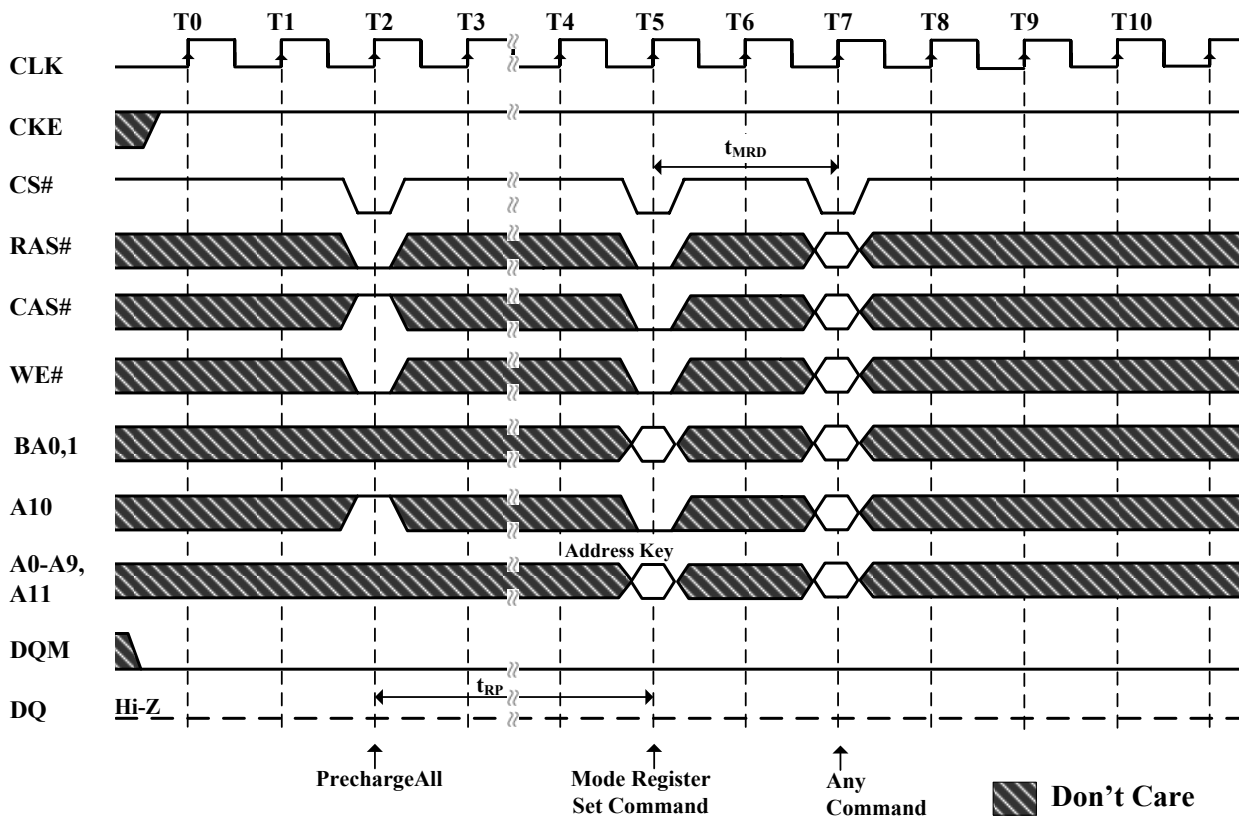 T0 T1 T2 T3 T4 T5 T6 T7 T8 T9 T10
CLK
CKE
tMRD
CS#
RAS#
CAS#
WE#
BA0,1
A10
Address Key
A0-A9,
A11
DQM
tRP
DQ
Hi-Z
PrechargeAll
Mode Register
Set Command
Any
Command
Don't Care